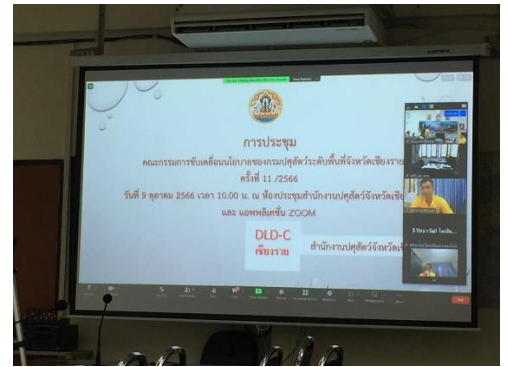 VERTEX
การประชุม
คณะกรรมการขับเคลื่อนนโยบายของกรมปศุสัตว์ระดับพื้นที่จังหวัดเชียงราย
ครั้งที่ 11 /2566
วันที่ 9 ตุลาคม 2566 เวลา 10.00 น. ณ ห้องประชุมสำนักงานปศุสัตว์จังหวัดเชีย
และ แอพพลิเคชั่น ZOOM
DLD-C
เชียงราย
สำนักงานปศุสัตว์จังหวัดเชี